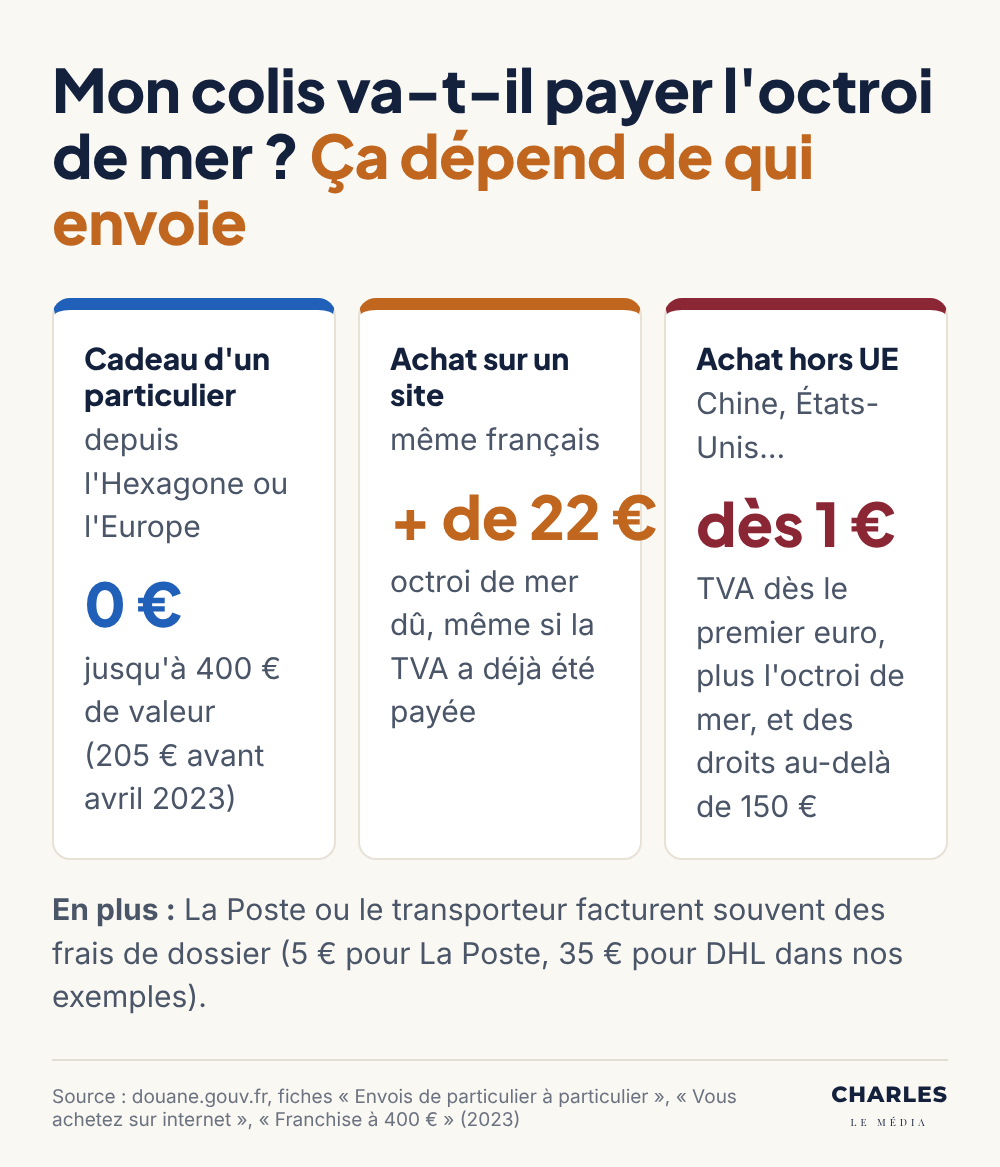 Mon colis va-t-il payer l'octroi
de mer ? Ça dépend de qui
envoie
Cadeau d'un
particulier
depuis
l'Hexagone ou
l'Europe
0 €
jusqu'à 400 €
de valeur
(205 € avant
avril 2023)
Achat sur un
site
même français
+ de 22 €
octroi de mer
dû, même si la
TVA a déjà été
payée
Achat hors UE
Chine, États-
Unis...
dès 1 €
TVA dès le
premier euro,
plus l'octroi de
mer, et des
droits au-delà
de 150 €
En plus : La Poste ou le transporteur facturent souvent des
frais de dossier (5 € pour La Poste, 35 € pour DHL dans nos
exemples).
Source : douane.gouv.fr, fiches « Envois de particulier à particulier », « Vous
achetez sur internet », « Franchise à 400 € » (2023)
CHARLES
LE MÉDIA